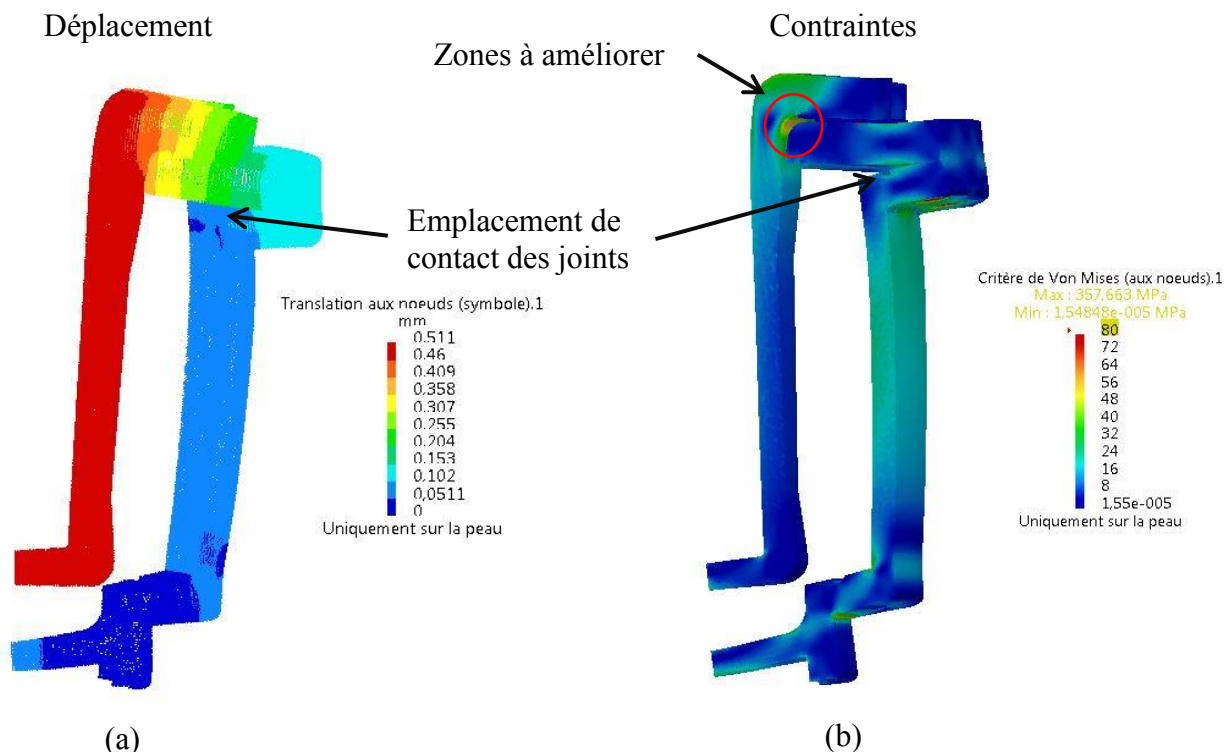 Déplacement
Contraintes
Zones à améliorer
Emplacement de
contact des joints
Translation aux nœuds (symbole).1
mm
0.511
0.46
0.409
0.358
0.307
0.255
0.204
0.153
0.102
0,0511
0
Uniquement sur la peau
Critère de Von Mises (aux nœuds).1
Max : 357,663 MPa
Min : 1,54848e-005 MPa
80
72
64
56
48
40
32
24
16
8
1,55e-005
Uniquement sur la peau
(a)
(b)